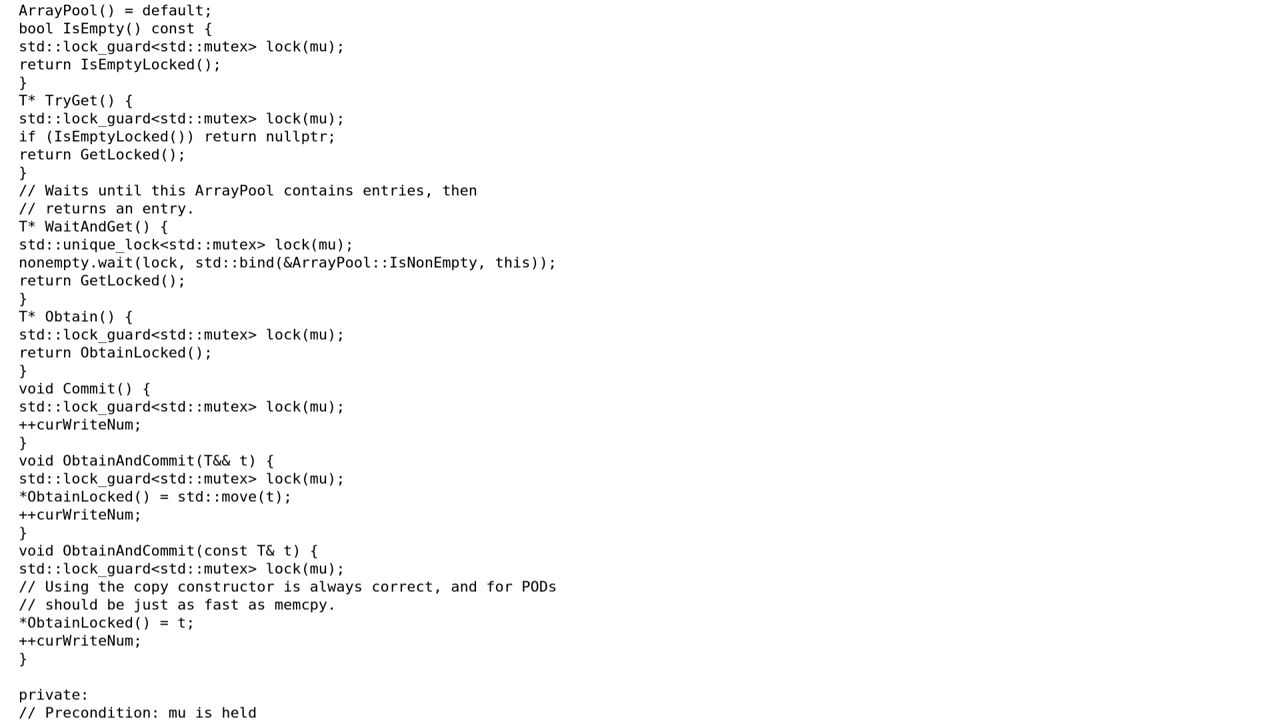 ArrayPool() = default;
bool IsEmpty() const {
std::lock_guard<std::mutex> lock(mu);
return IsEmptyLocked();
}
T* TryGet() {
std::lock_guard<std::mutex> lock(mu);
if (IsEmptyLocked()) return nullptr;
return GetLocked();
}
// Waits until this ArrayPool contains entries, then
// returns an entry.
T* WaitAndGet() {
std::unique_lock<std::mutex> lock(mu);
nonempty.wait(lock, std::bind(&ArrayPool::IsNonEmpty, this));
return GetLocked();
}
T* Obtain() {
std::lock_guard<std::mutex> lock(mu);
return ObtainLocked();
}
void Commit() {
std::lock_guard<std::mutex> lock(mu);
++curWriteNum;
}
void ObtainAndCommit(T&& t) {
std::lock_guard<std::mutex> lock(mu);
*ObtainLocked() = std::move(t);
++curWriteNum;
}
void ObtainAndCommit(const T& t) {
std::lock_guard<std::mutex> lock(mu);
// Using the copy constructor is always correct, and for PODs
// should be just as fast as memcpy.
*ObtainLocked() = t;
++curWriteNum;
}
private:
// Precondition: mu is held